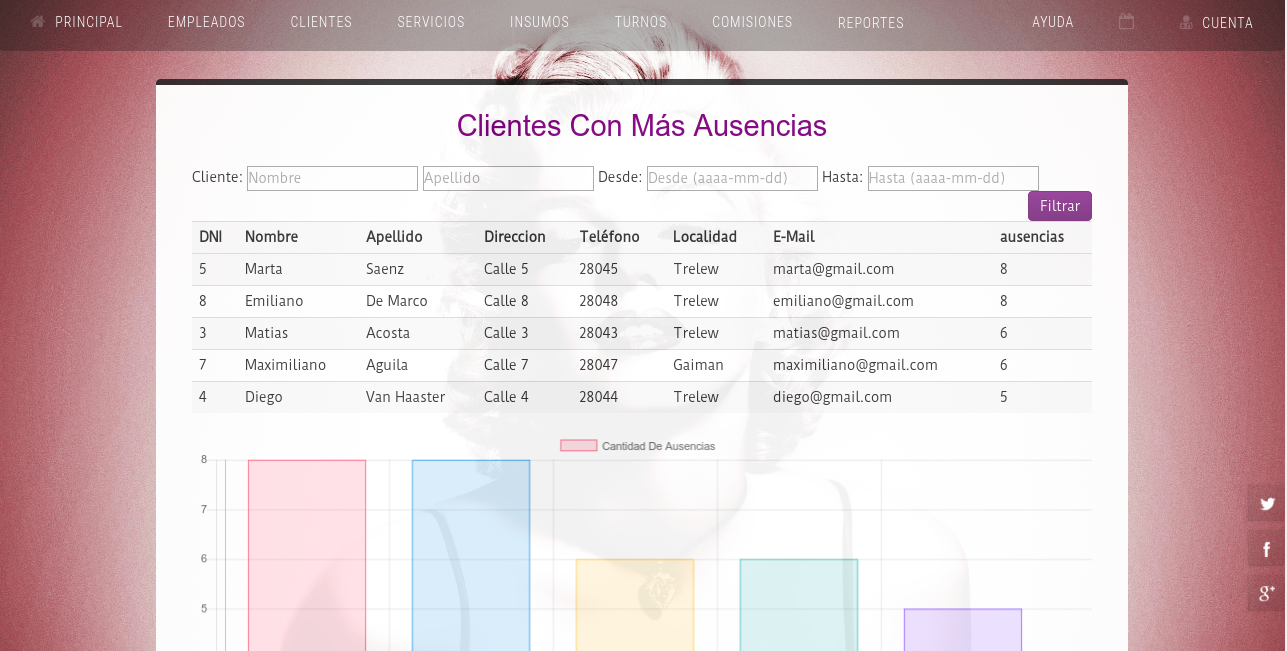 PRINCIPAL EMPLEADOS CLIENTES SERVICIOS INSUMOS TURNOS COMISIONES REPORTES AYUDA CUENTA
Clientes Con Más Ausencias
Cliente: Nombre Apellido Desde: Desde (aaaa-mm-dd) Hasta: Hasta (aaaa-mm-dd)
Filtrar
DNI Nombre Apellido Direccion Teléfono Localidad E-Mail ausencias
5 Marta Saenz Calle 5 28045 Trelew marta@gmail.com 8
8 Emiliano De Marco Calle 8 28048 Trelew emiliano@gmail.com 8
3 Matias Acosta Calle 3 28043 Trelew matias@gmail.com 6
7 Maximiliano Aguila Calle 7 28047 Gaiman maximiliano@gmail.com 6
4 Diego Van Haaster Calle 4 28044 Trelew diego@gmail.com 5
Cantidad De Ausencias
8
7
6
5